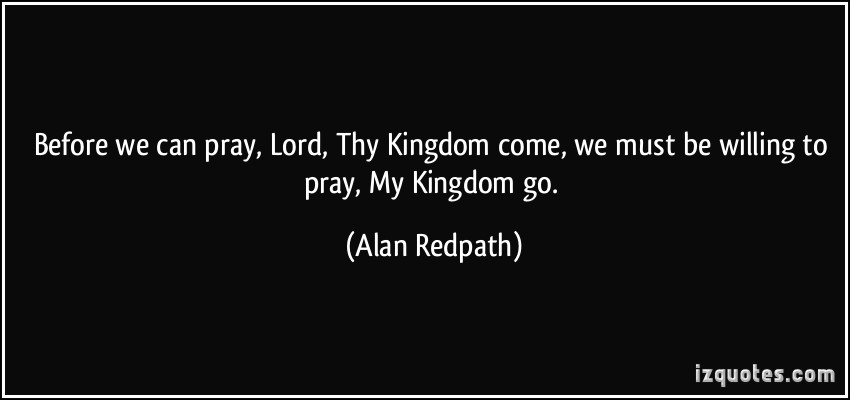 Before we can pray, Lord, Thy Kingdom come, we must be willing to
pray, My Kingdom go.
(Alan Redpath)
izquotes.com